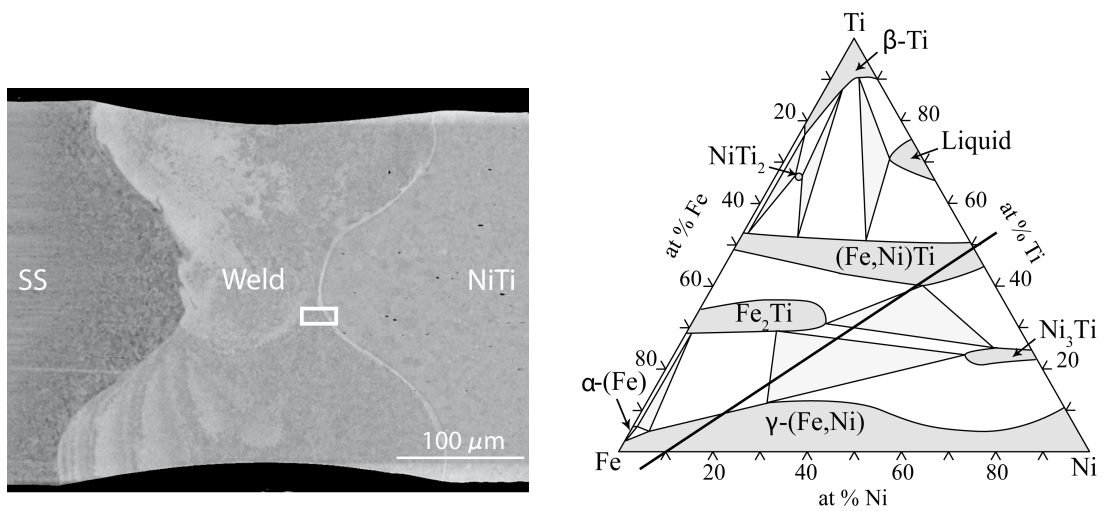 SS
Weld
NiTi
100 μm
Ti
β-Ti
20
80
Liquid
NiTi₂
40
60
at % Fe
at % Ti
(Fe,Ni)Ti
60
40
Fe₂Ti
Ni₃Ti
80
20
α-(Fe)
γ-(Fe,Ni)
Fe
Ni
20
40
60
80
at % Ni